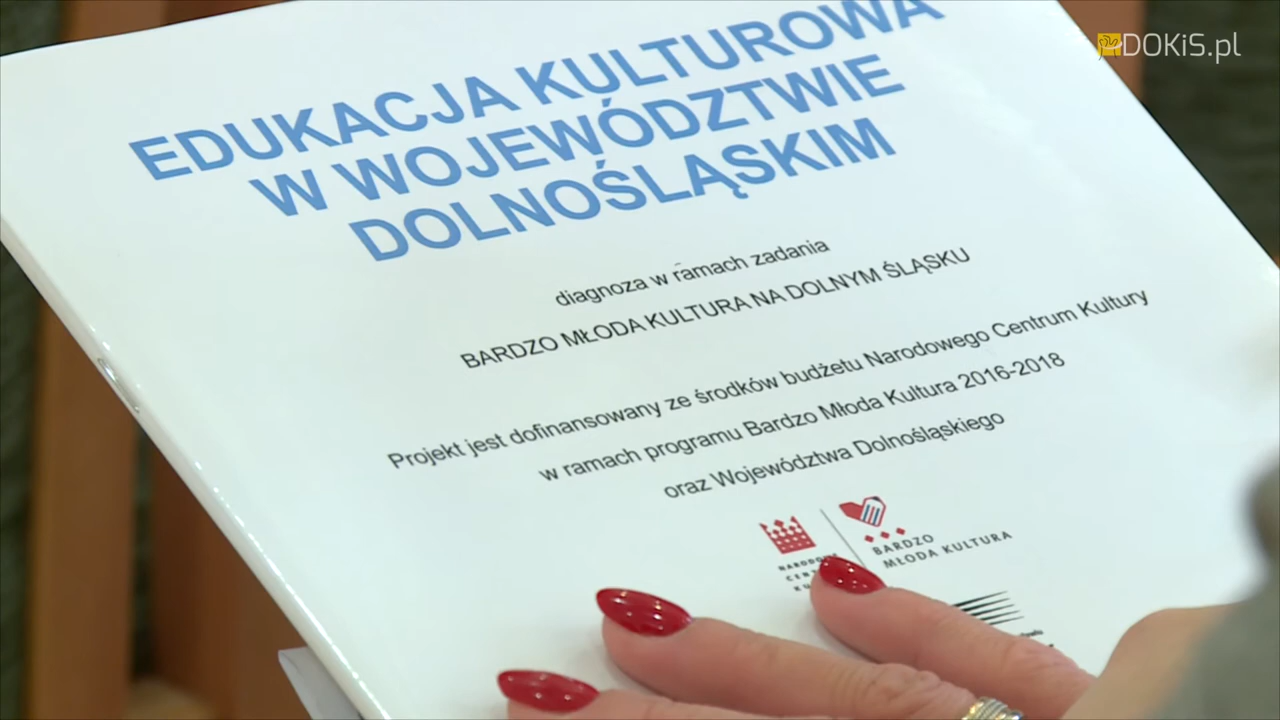 DOKiS.pl
EDUKACJA KULTUROWA
W WOJEWÓDZTWIE
DOLNOŚLĄSKIM
diagnoza w ramach zadania
BARDZO MŁODA KULTURA NA DOLNYM ŚLĄSKU
Projekt jest dofinansowany ze środków budżetu Narodowego Centrum Kultury
w ramach programu Bardzo Młoda Kultura 2016-2018
oraz Województwa Dolnośląskiego
BARDZO
MŁODA KULTURA